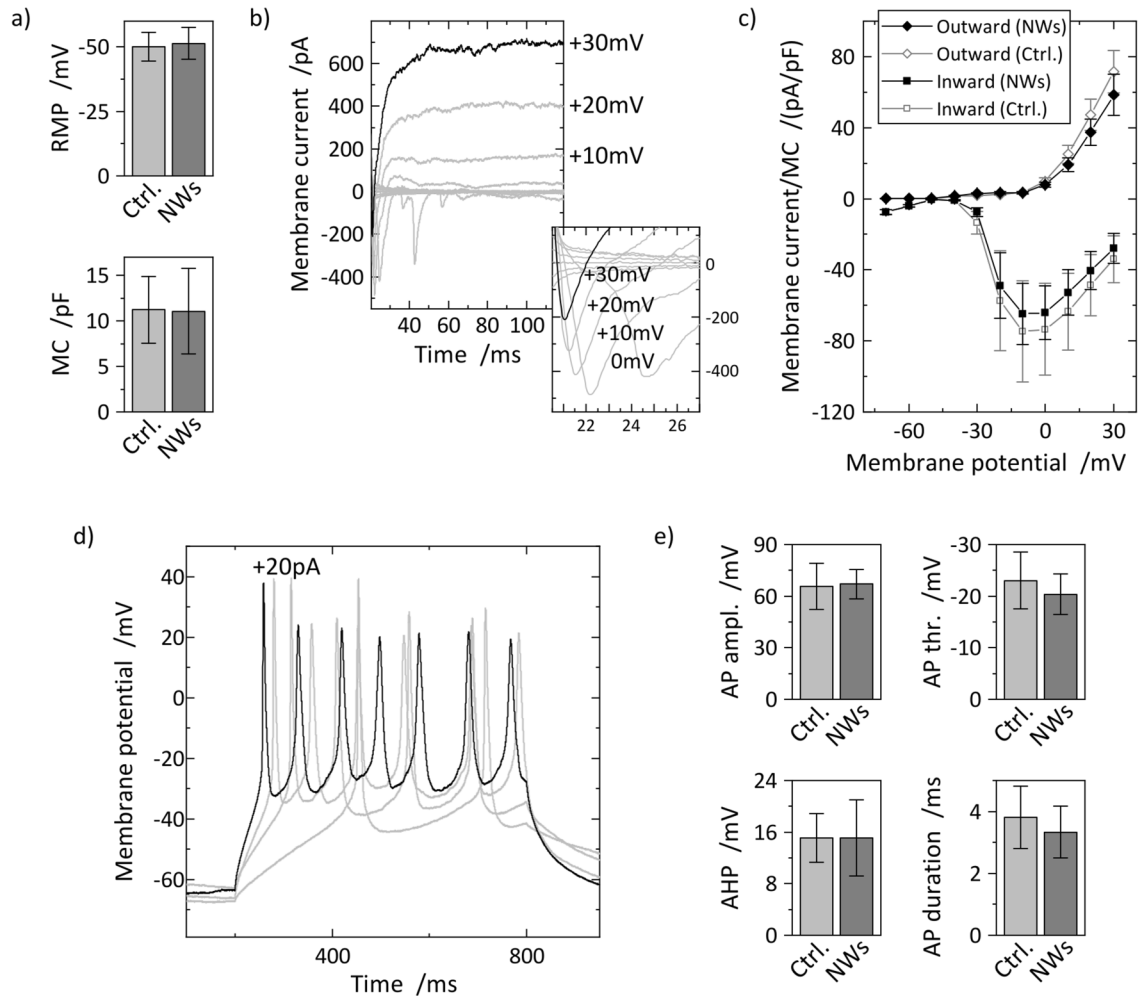 a)
RMP /mV
-50
-25
0
Ctrl.
NWs
MC /pF
15
10
5
0
Ctrl.
NWs
b)
Membrane current /pA
600
400
200
0
-200
-400
20 40 60 80 100
Time /ms
+30mV
+20mV
+10mV
0
-200
-400
+30mV
+20mV
+10mV
0mV
22 24 26
c)
Outward (NWs)
Outward (Ctrl.)
Inward (NWs)
Inward (Ctrl.)
Membrane current/MC /(pA/pF)
80
40
0
-40
-80
-120
-60 -30 0 30
Membrane potential /mV
d)
+20pA
Membrane potential /mV
40
20
0
-20
-40
-60
400 800
Time /ms
e)
AP ampl. /mV
90
60
30
0
Ctrl.
NWs
AP thr. /mV
-30
-20
-10
0
Ctrl.
NWs
AHP /mV
24
16
8
0
Ctrl.
NWs
AP duration /ms
4
2
0
Ctrl.
NWs